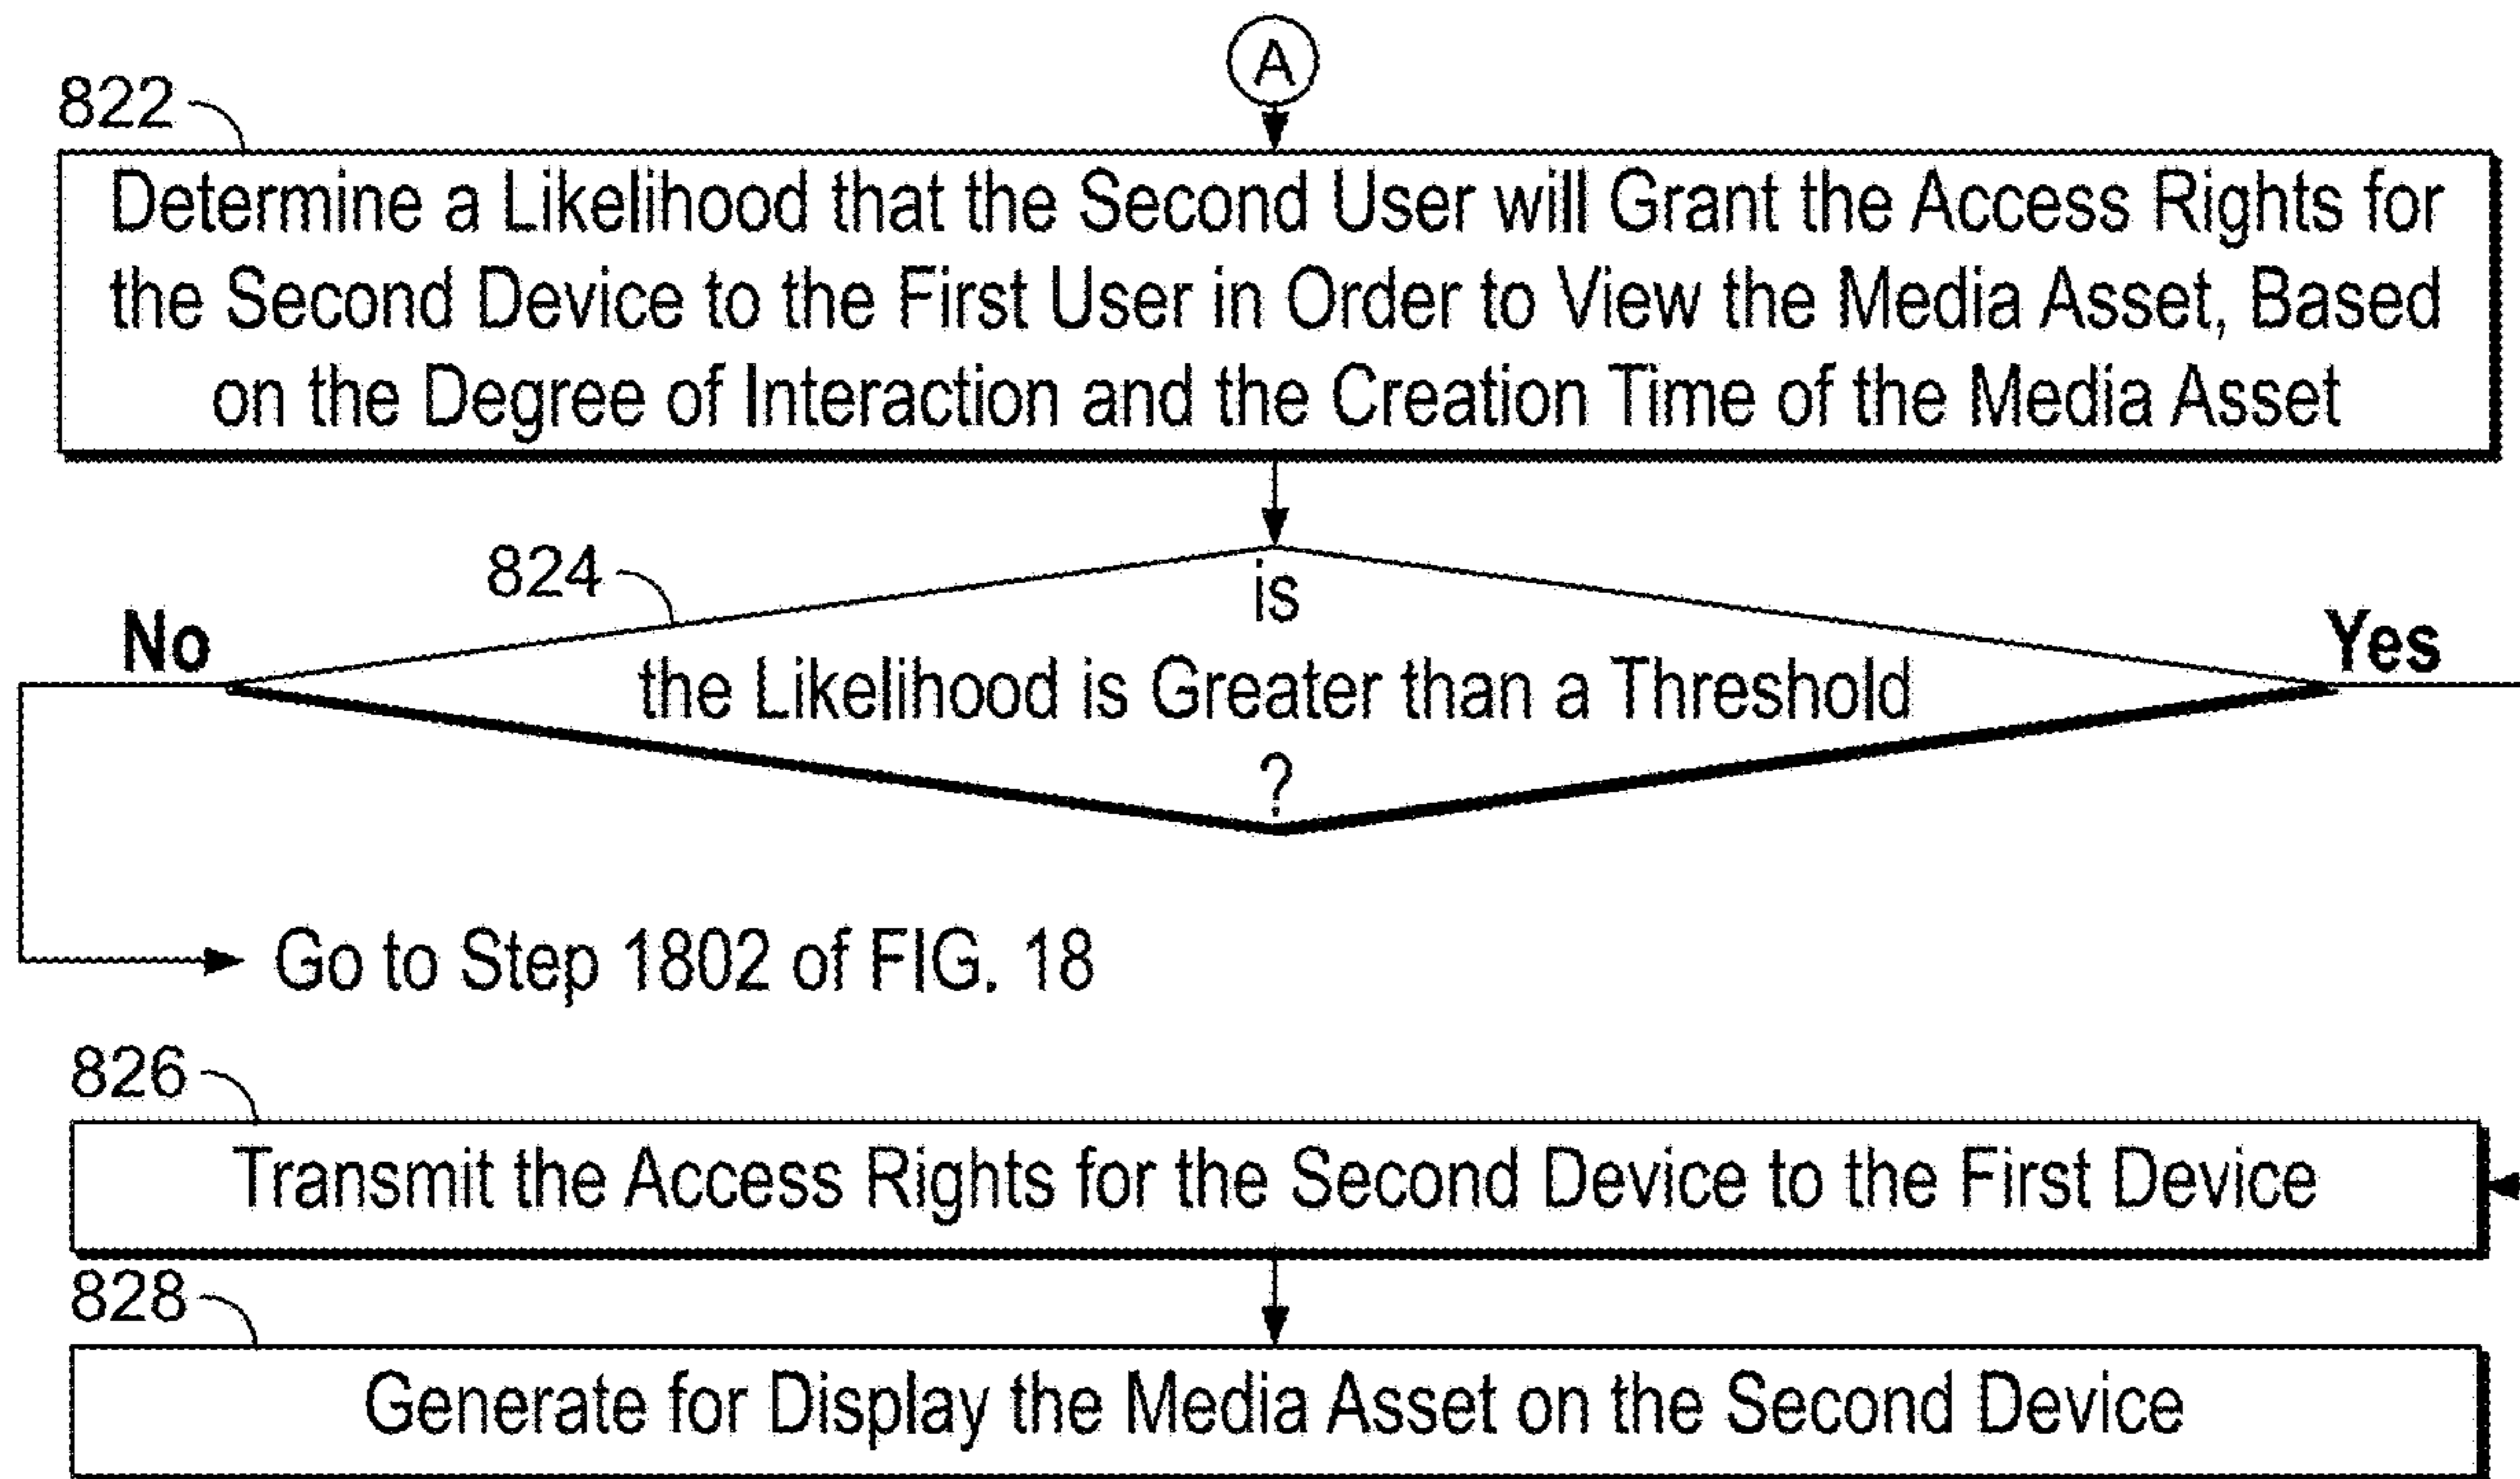 A
822
Determine a Likelihood that the Second User will Grant the Access Rights for
the Second Device to the First User in Order to View the Media Asset, Based
on the Degree of Interaction and the Creation Time of the Media Asset
824
is
No
Yes
the Likelihood is Greater than a Threshold
?
Go to Step 1802 of FIG. 18
826
Transmit the Access Rights for the Second Device to the First Device
828
Generate for Display the Media Asset on the Second Device